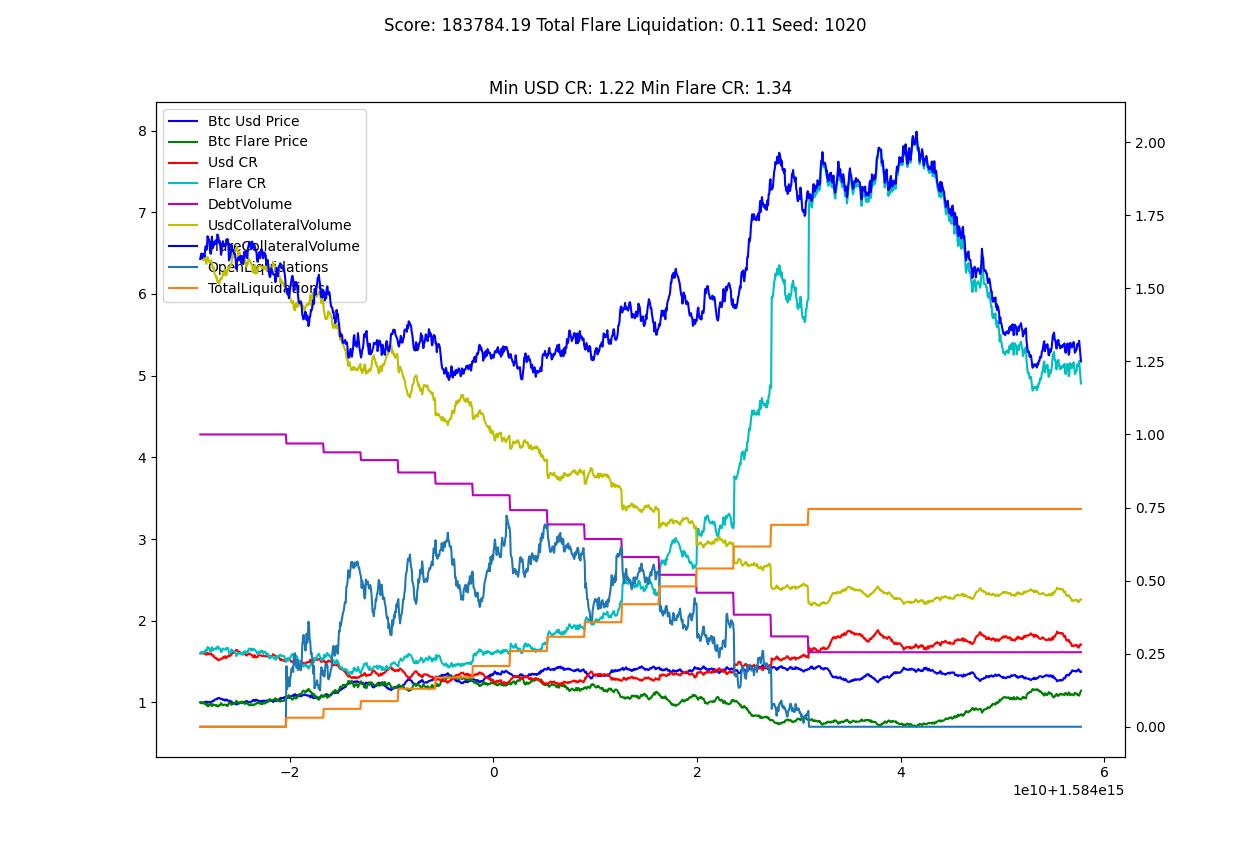 Score: 183784.19 Total Flare Liquidation: 0.11 Seed: 1020
Min USD CR: 1.22 Min Flare CR: 1.34
Btc Usd Price
Btc Flare Price
Usd CR
Flare CR
DebtVolume
UsdCollateralVolume
FlareCollateralVolume
OpenLiquidations
TotalLiquidations
8
7
6
5
4
3
2
1
2.00
1.75
1.50
1.25
1.00
0.75
0.50
0.25
0.00
−2 0 2 4 6
1e10+1.584e15